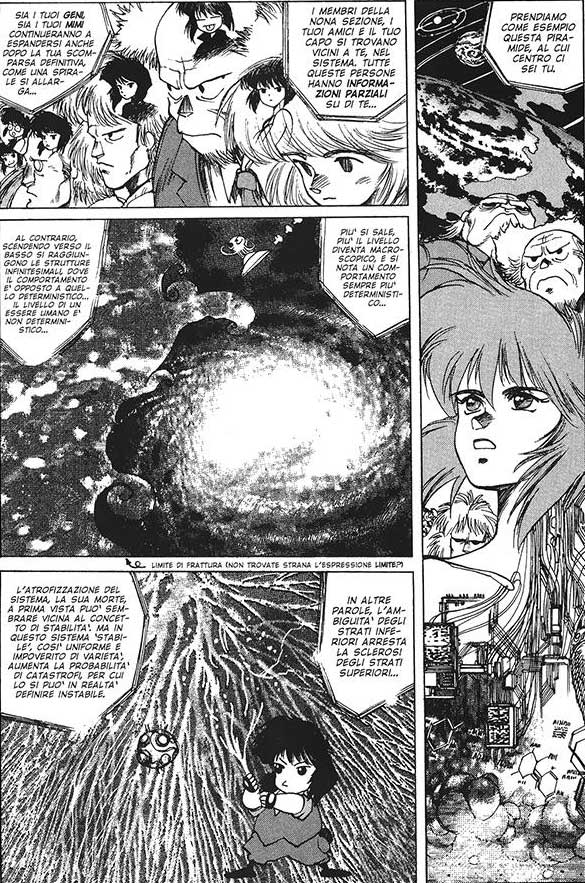 PRENDIAMO
COME ESEMPIO
QUESTA PIRA-
MIDE, AL CUI
CENTRO CI
SEI TU.
I MEMBRI DELLA
NONA SEZIONE, I
TUOI AMICI E IL TUO
CAPO SI TROVANO
VICINI A TE, NEL
SISTEMA. TUTTE
QUESTE PERSONE
HANNO INFORMA-
ZIONI PARZIALI
SU DI TE...
SIA I TUOI GENI,
SIA I TUOI MIMI
CONTINUERANNO A
ESPANDERSI ANCHE
DOPO LA TUA SCOM-
PARSA DEFINITIVA,
COME UNA SPIRA-
LE SI ALLAR-
GA...
PIU' SI SALE,
PIU' IL LIVELLO
DIVENTA MACRO-
SCOPICO, E SI
NOTA UN COM-
PORTAMENTO
SEMPRE PIU'
DETERMINISTI-
CO...
AL CONTRARIO,
SCENDENDO VERSO IL
BASSO SI RAGGIUN-
GONO LE STRUTTURE
INFINITESIMALI, DOVE
IL COMPORTAMENTO
E' OPPOSTO A QUEL-
LO DETERMINISTICO...
IL LIVELLO DI UN
ESSERE UMANO E'
NON DETERMINI-
STICO...
LIMITE DI FRATTURA (NON TROVATE STRANA L'ESPRESSIONE LIMITE?)
IN ALTRE
PAROLE, L'AM-
BIGUITA' DEGLI
STRATI INFE-
RIORI ARRESTA
LA SCLEROSI
DEGLI STRATI
SUPERIORI...
L'ATROFIZZAZIONE DEL
SISTEMA, LA SUA MORTE,
A PRIMA VISTA PUO' SEM-
BRARE VICINA AL CONCET-
TO DI STABILITA'. MA IN
QUESTO SISTEMA 'STABI-
LE', COSI' UNIFORME E
IMPOVERITO DI VARIETA',
AUMENTA LA PROBABILITA'
DI CATASTROFI, PER CUI
LO SI PUO' IN REALTA'
DEFINIRE INSTABILE.